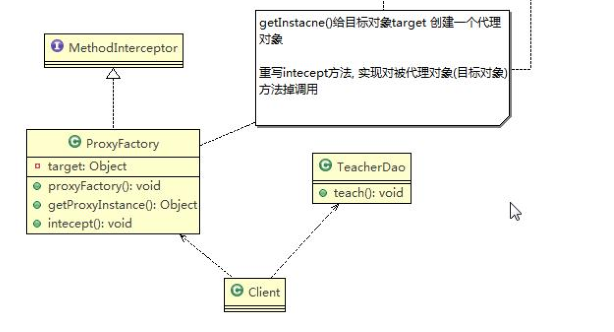 getInstacne()给目标对象target 创建一个代理
对象
重写intecept方法, 实现对被代理对象(目标对象)
方法掉调用
I MethodInterceptor
C ProxyFactory
target: Object
proxyFactory(): void
getProxyInstance(): Object
intecept(): void
C TeacherDao
teach(): void
C Client